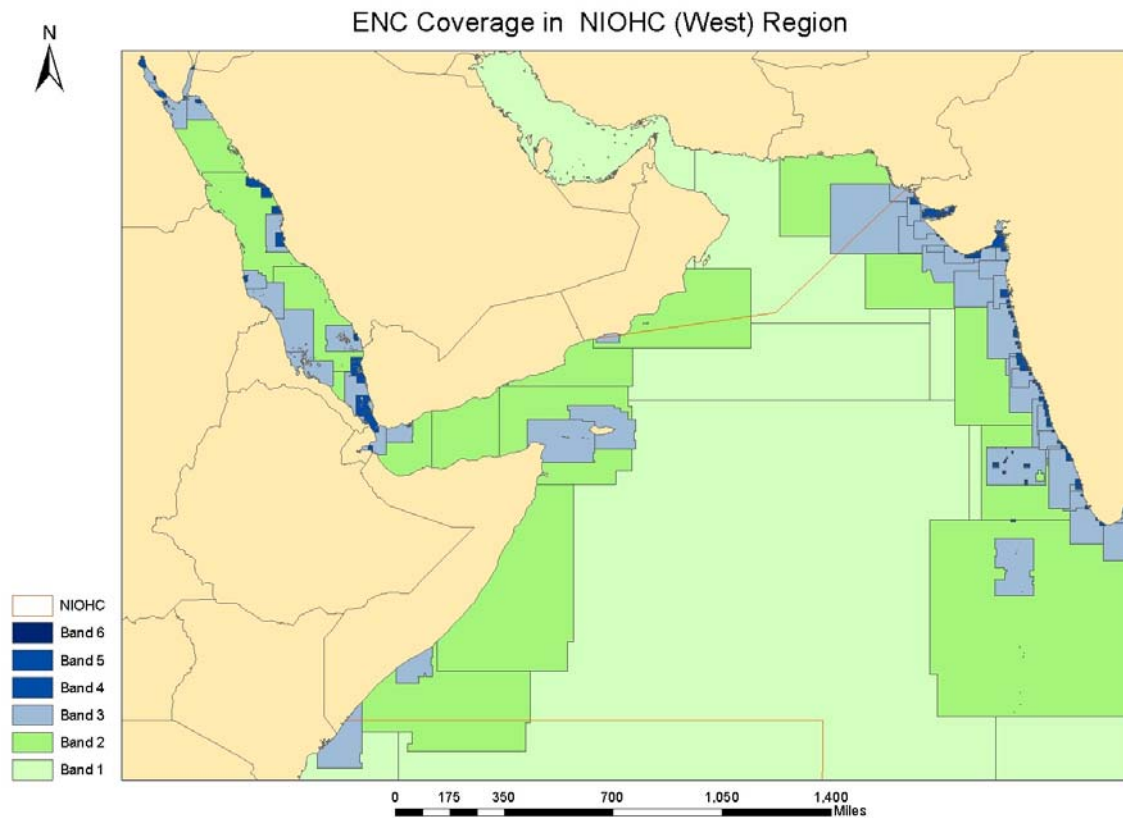 ENC Coverage in NIOHC (West) Region
N
NIOHC
Band 6
Band 5
Band 4
Band 3
Band 2
Band 1
0 175 350 700 1,050 1,400
Miles